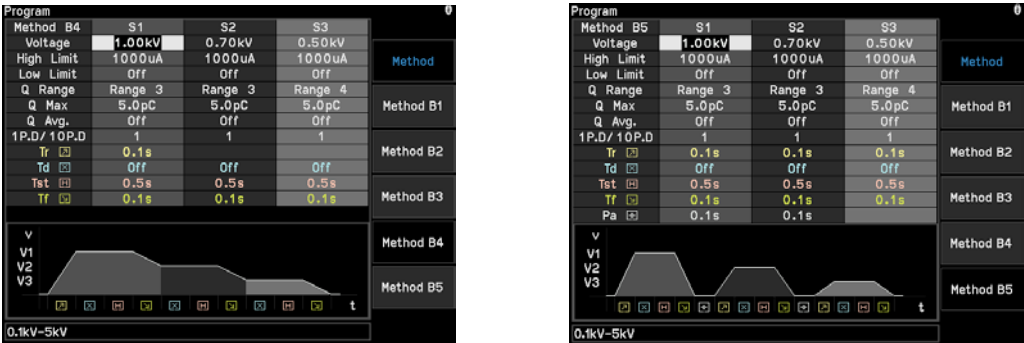 Program
Method B4 S1 S2 S3
Voltage 1.00kV 0.70kV 0.50kV
High Limit 1000uA 1000uA 1000uA
Low Limit Off Off Off
Q Range Range 3 Range 3 Range 4
Q Max 5.0pC 5.0pC 5.0pC
Q Avg. Off Off Off
1P.D/10P.D 1 1 1
Tr 0.1s
Td Off Off Off
Tst H 0.5s 0.5s 0.5s
Tf 0.1s 0.1s 0.1s
V
V1
V2
V3
H H H t
0.1kV-5kV
Method
Method B1
Method B2
Method B3
Method B4
Method B5
Program
Method B5 S1 S2 S3
Voltage 1.00kV 0.70kV 0.50kV
High Limit 1000uA 1000uA 1000uA
Low Limit Off Off Off
Q Range Range 3 Range 3 Range 4
Q Max 5.0pC 5.0pC 5.0pC
Q Avg. Off Off Off
1P.D/10P.D 1 1 1
Tr 0.1s 0.1s 0.1s
Td Off Off Off
Tst H 0.5s 0.5s 0.5s
Tf 0.1s 0.1s 0.1s
Pa 0.1s 0.1s
V
V1
V2
V3
H H H t
0.1kV-5kV
Method
Method B1
Method B2
Method B3
Method B4
Method B5